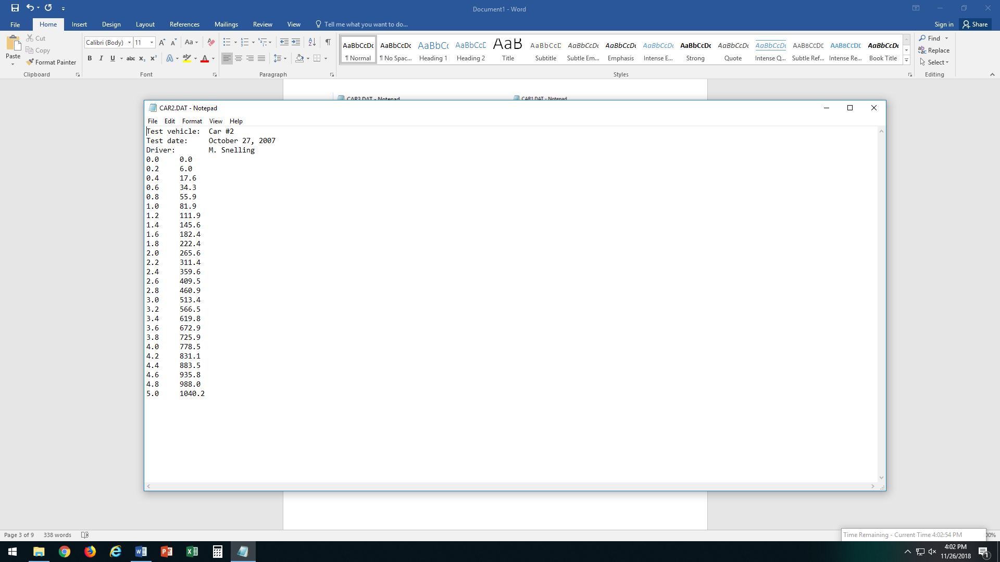 Document1 - Word
File Home Insert Design Layout References Mailings Review View Tell me what you want to do... Sign in Share
Cut
Copy
Format Painter
Paste
Clipboard
Calibri (Body) 11
Font
Paragraph
AaBbCcDc AaBbCcDc AaBbCc AaBbCcD AaB AaBbCcD AaBbCcDc AaBbCcDc AaBbCcDc AaBbCcDc AaBbCcDc AaBbCcDc AABBCCDE AABBCCDE AaBbCcDc
¶ Normal ¶ No Spac... Heading 1 Heading 2 Title Subtitle Subtle Em... Emphasis Intense E... Strong Quote Intense Q... Subtle Ref... Intense Re... Book Title
Styles
Find
Replace
Select
Editing
CAR3.DAT - Notepad CAR1.DAT - Notepad
CAR2.DAT - Notepad
File Edit Format View Help
Test vehicle: Car #2
Test date: October 27, 2007
Driver: M. Snelling
0.0 0.0
0.2 6.0
0.4 17.6
0.6 34.3
0.8 55.9
1.0 81.9
1.2 111.9
1.4 145.6
1.6 182.4
1.8 222.4
2.0 265.6
2.2 311.4
2.4 359.6
2.6 409.5
2.8 460.9
3.0 513.4
3.2 566.5
3.4 619.8
3.6 672.9
3.8 725.9
4.0 778.5
4.2 831.1
4.4 883.5
4.6 935.8
4.8 988.0
5.0 1040.2
Page 3 of 9 338 words
Time Remaining - Current Time 4:02:54 PM
4:02 PM
11/26/2018
1